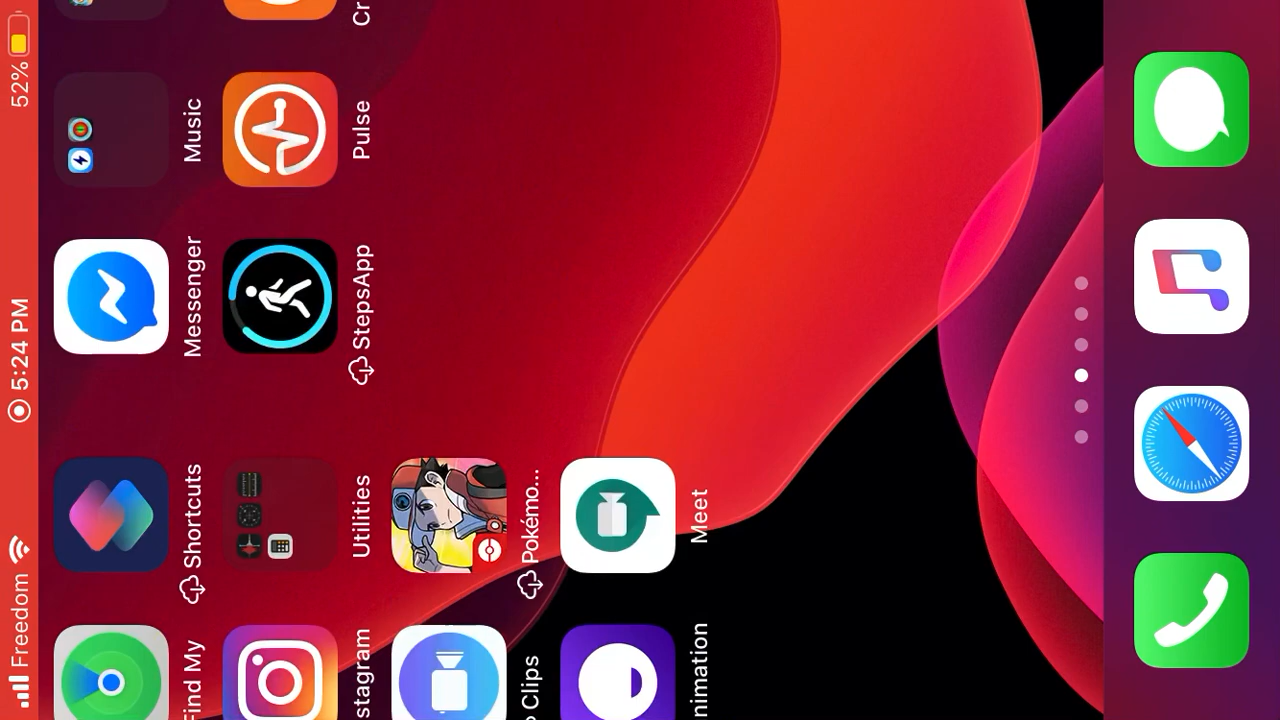 Freedom 5:24 PM 52%
Find My
Shortcuts
Messenger
Music
stagram
Utilities
StepsApp
Pulse
Cr
Clips
Pokémo...
nimation
Meet